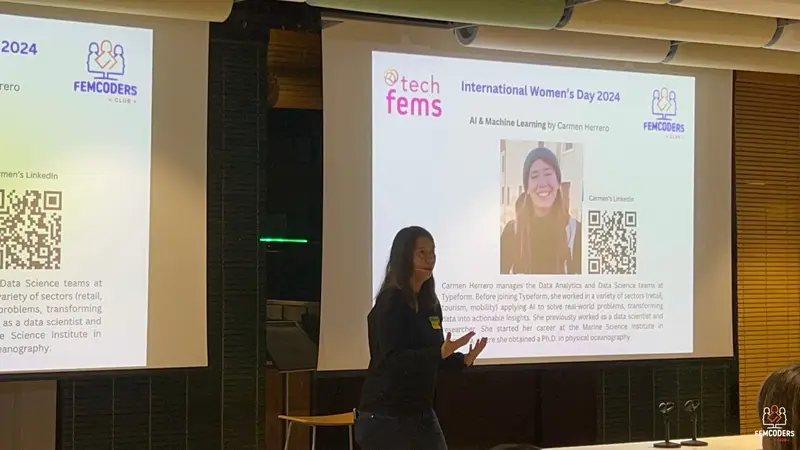 2024
FEMCODERS
CLUB
rrero
rmen's LinkedIn
Data Science teams at
variety of sectors (retail,
problems, transforming
as a data scientist and
e Science Institute in
eanography.
tech
fems
International Women's Day 2024
FEMCODERS
CLUB
AI & Machine Learning by Carmen Herrero
Carmen's LinkedIn
Carmen Herrero manages the Data Analytics and Data Science teams at
Typeform. Before joining Typeform, she worked in a variety of sectors (retail,
tourism, mobility) applying AI to solve real-world problems, transforming
data into actionable insights. She previously worked as a data scientist and
researcher. She started her career at the Marine Science Institute in
re she obtained a Ph.D. in physical oceanography.
FEMCODERS
CLUB